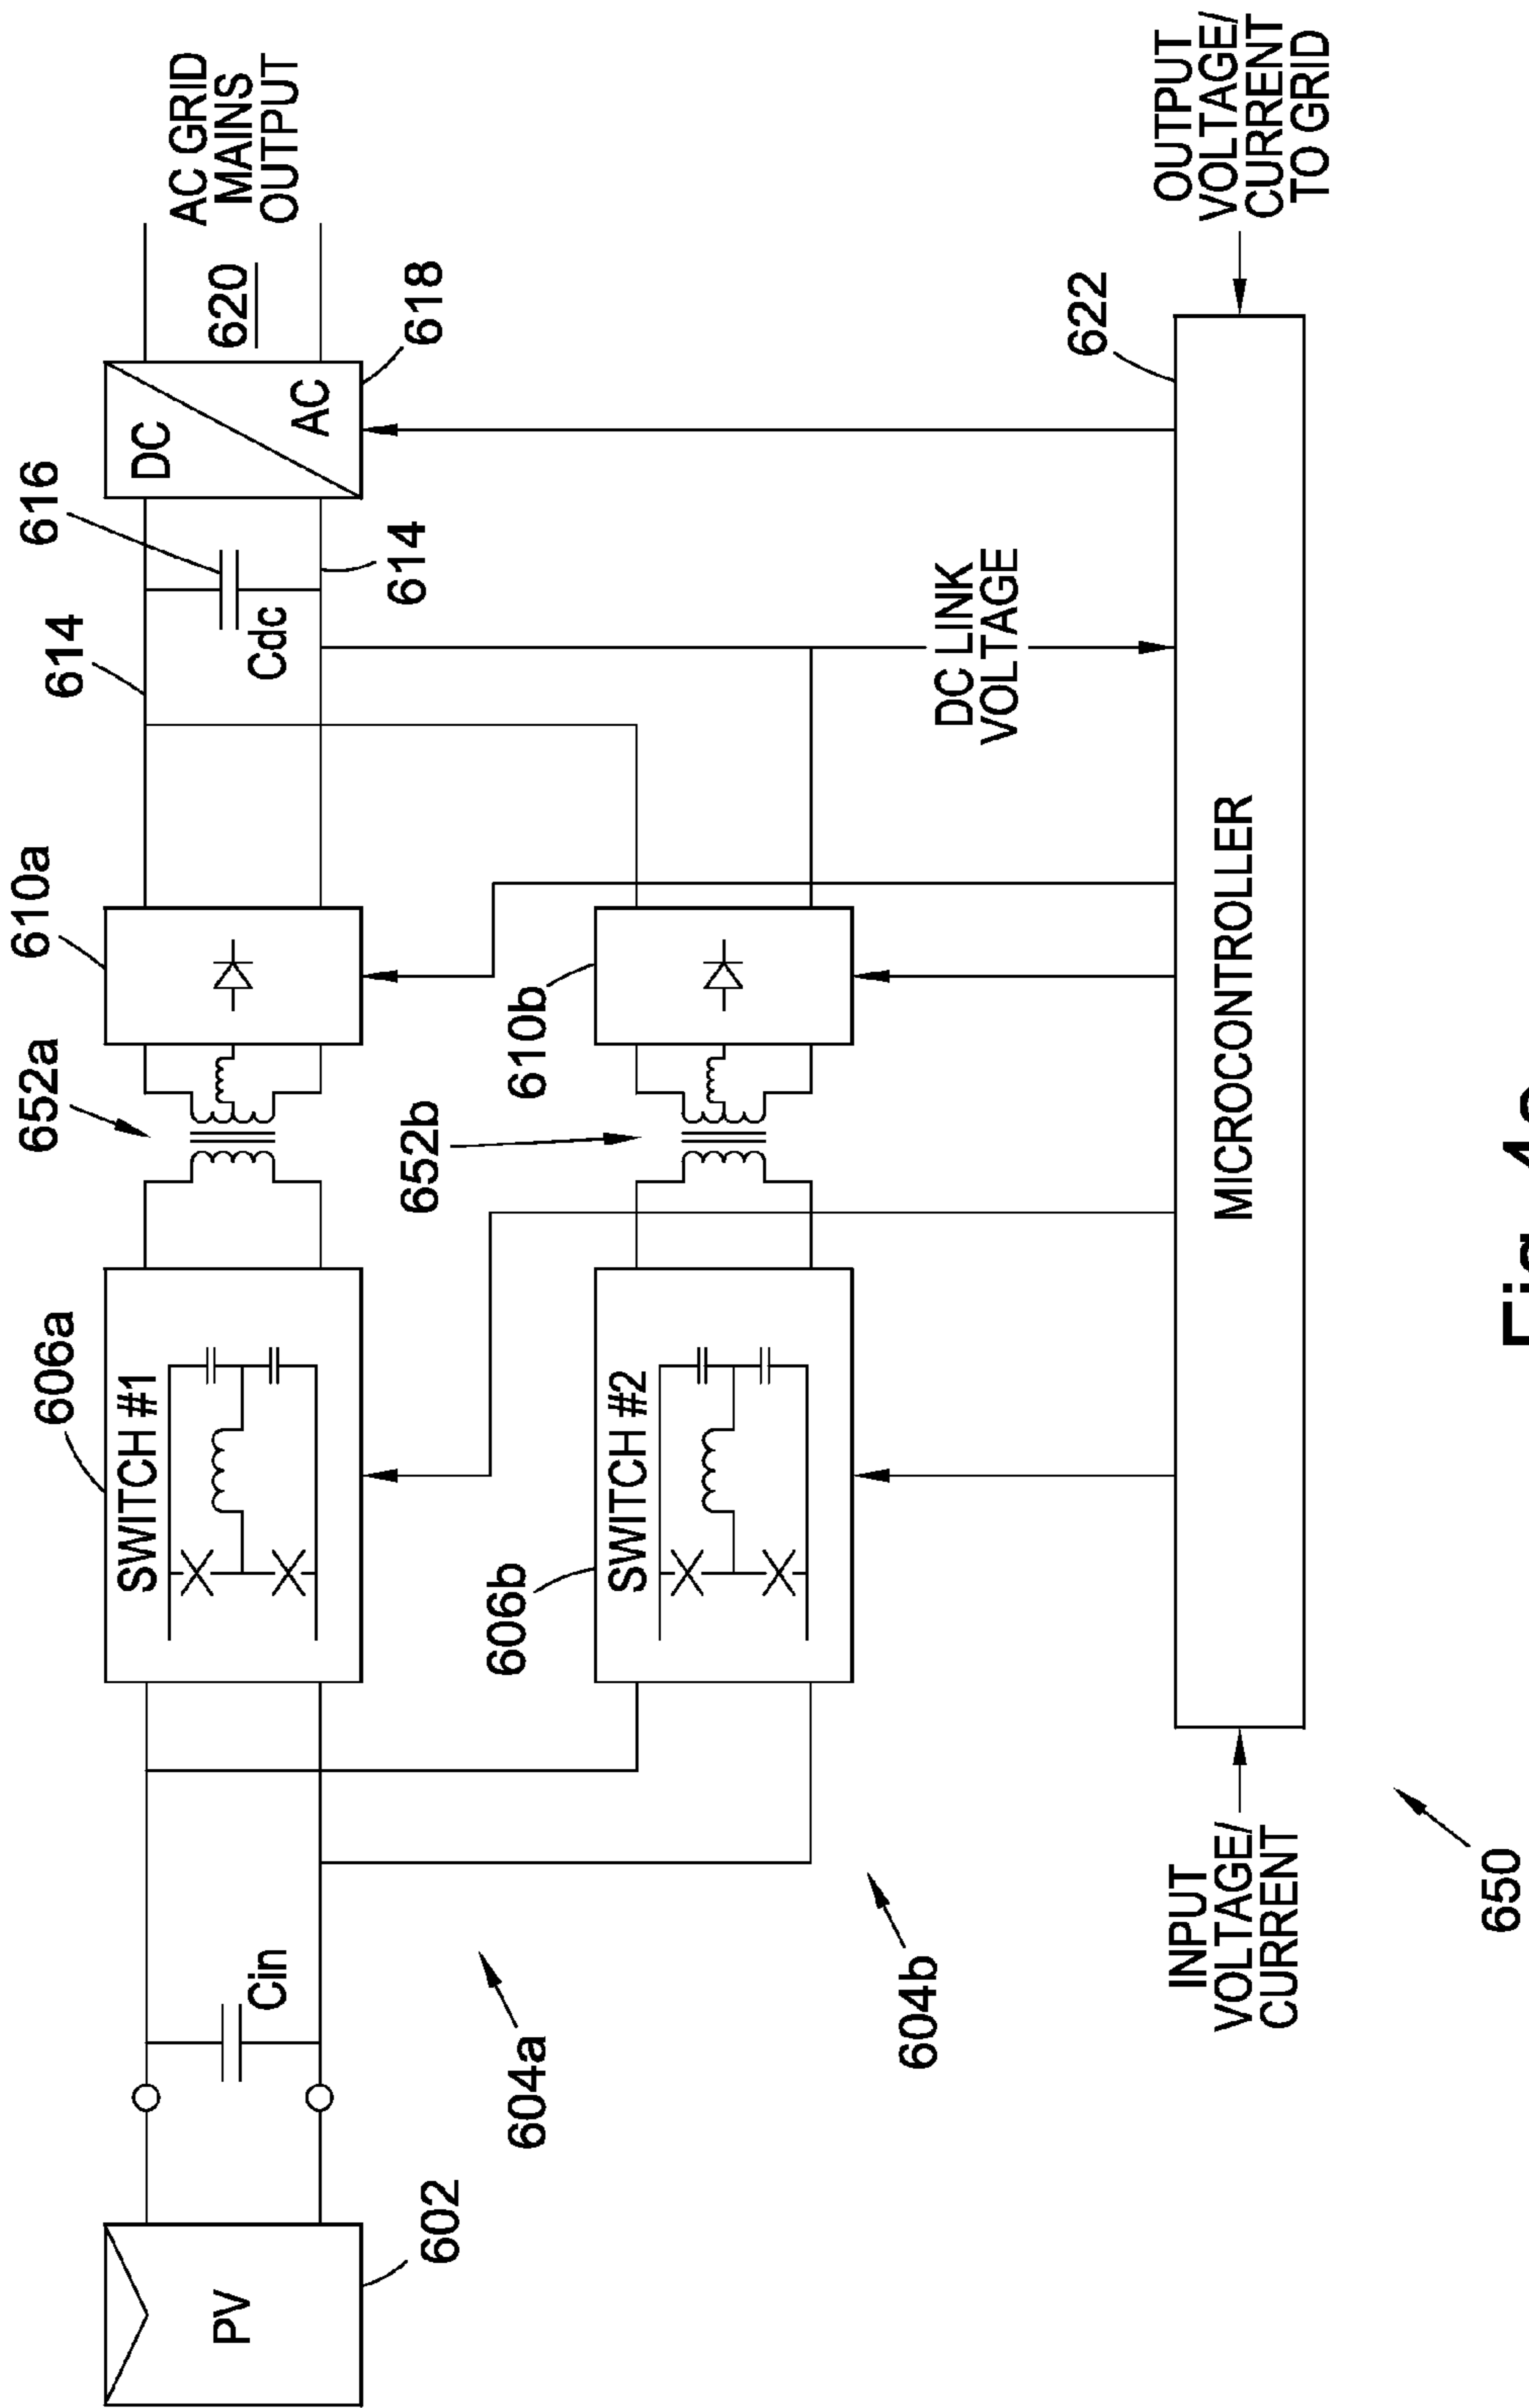 610a
616
652a
614
606a
AC GRID
MAINS
OUTPUT
DC
AC
620
SWITCH #1
Cdc
Cin
PV
614
618
602
652b
610b
606b
604a
SWITCH #2
DC LINK
VOLTAGE
604b
622
OUTPUT
VOLTAGE/
CURRENT
TO GRID
INPUT
VOLTAGE/
CURRENT
MICROCONTROLLER
650